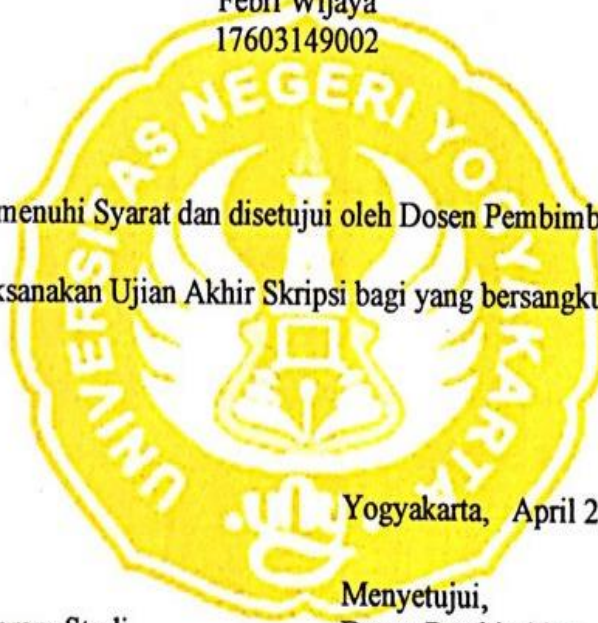 Febri Wijaya
17603149002
UNIVERSITAS NEGERI YOGYAKARTA
menuhi Syarat dan disetujui oleh Dosen Pembimb
ksanakan Ujian Akhir Skripsi bagi yang bersangku
Yogyakarta, April 2
Menyetujui,